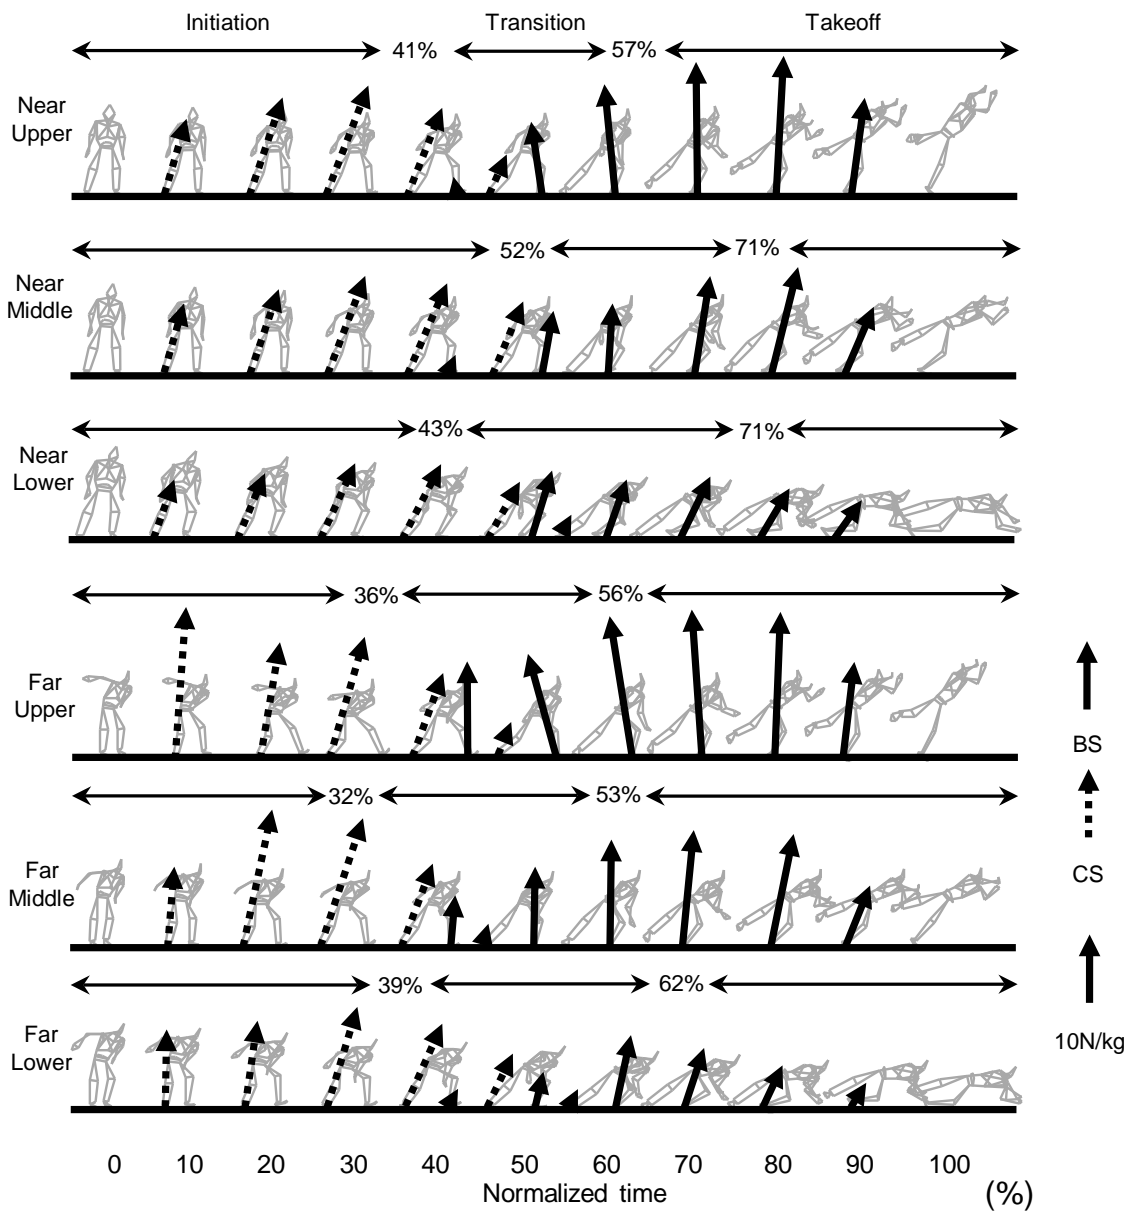 Initiation Transition Takeoff
41% 57%
Near
Upper
52% 71%
Near
Middle
43% 71%
Near
Lower
36% 56%
Far
Upper
BS
32% 53%
Far
Middle
CS
39% 62%
Far
Lower
10N/kg
0 10 20 30 40 50 60 70 80 90 100
Normalized time (%)